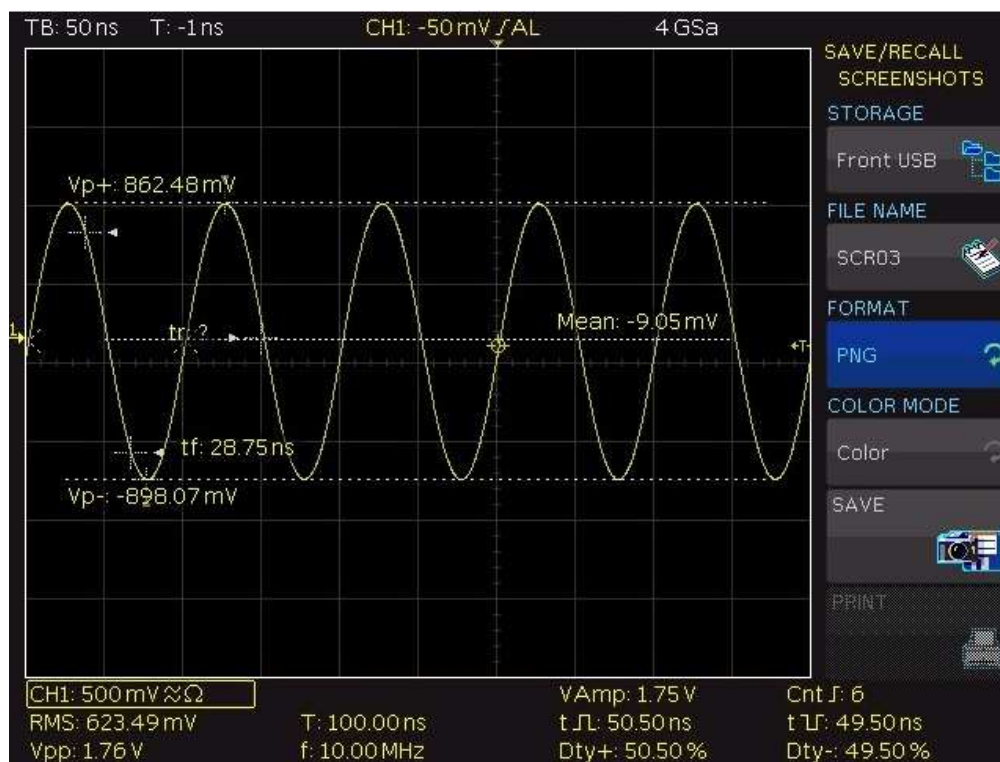 TB: 50ns T: -1ns CH1: -50mV AL 4GSa
SAVE/RECALL
SCREENSHOTS
STORAGE
Front USB
FILE NAME
SCR03
FORMAT
PNG
COLOR MODE
Color
SAVE
PRINT
Vp+: 862.48mV
1
tr: ?
Mean: -9.05mV
T
tf: 28.75ns
Vp-: -898.07mV
CH1: 500mV≂Ω VAmp: 1.75V Cnt: 6
RMS: 623.49mV T: 100.00ns t: 50.50ns t: 49.50ns
Vpp: 1.76V f: 10.00MHz Dty+: 50.50% Dty-: 49.50%